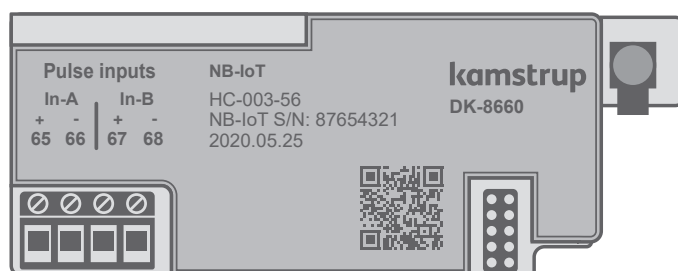 Pulse inputs
In-A In-B
+ - + -
65 66 67 68
NB-IoT
HC-003-56
NB-IoT S/N: 87654321
2020.05.25
kamstrup
DK-8660